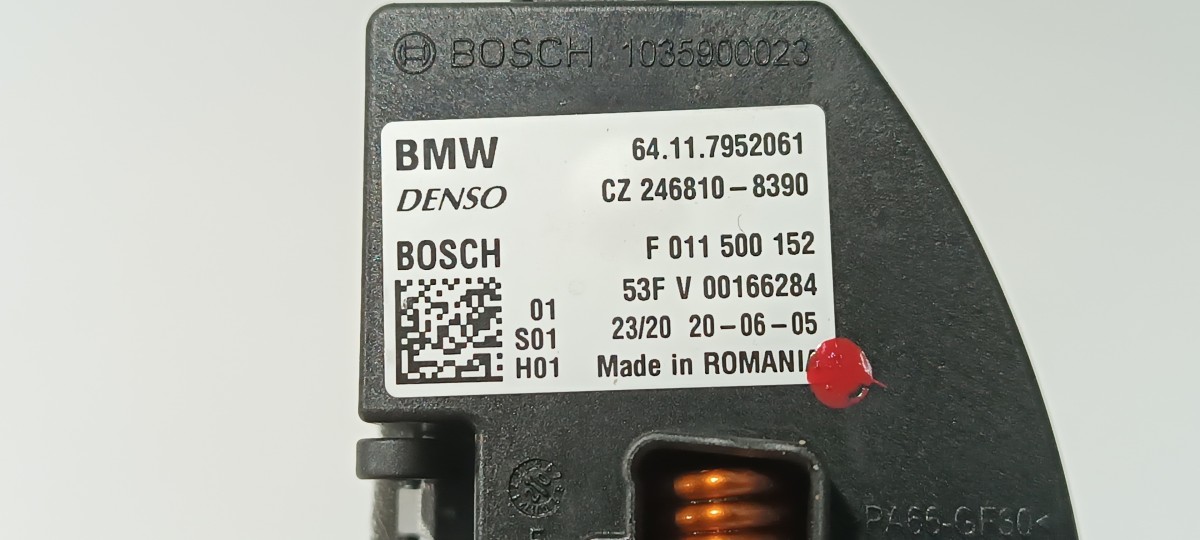 BOSCH 1035900023
BMW 64.11.7952061
DENSO CZ 246810-8390
BOSCH F 011 500 152
53F V 00166284
01
S01 23/20 20-06-05
H01 Made in ROMANIA
PA66-GF30<